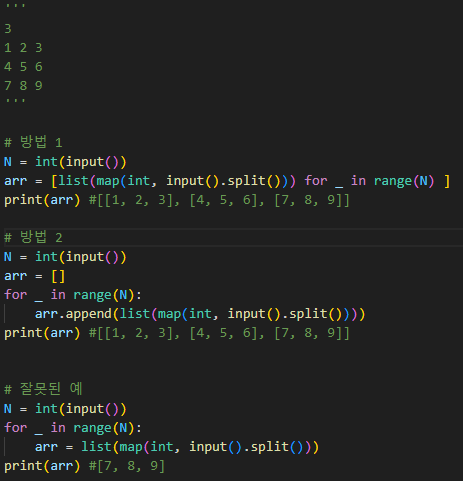 '''
3
1 2 3
4 5 6
7 8 9
'''
# 방법 1
N = int(input())
arr = [list(map(int, input().split())) for _ in range(N) ]
print(arr) #[[1, 2, 3], [4, 5, 6], [7, 8, 9]]
# 방법 2
N = int(input())
arr = []
for _ in range(N):
    arr.append(list(map(int, input().split())))
print(arr) #[[1, 2, 3], [4, 5, 6], [7, 8, 9]]
# 잘못된 예
N = int(input())
for _ in range(N):
    arr = list(map(int, input().split()))
print(arr) #[7, 8, 9]